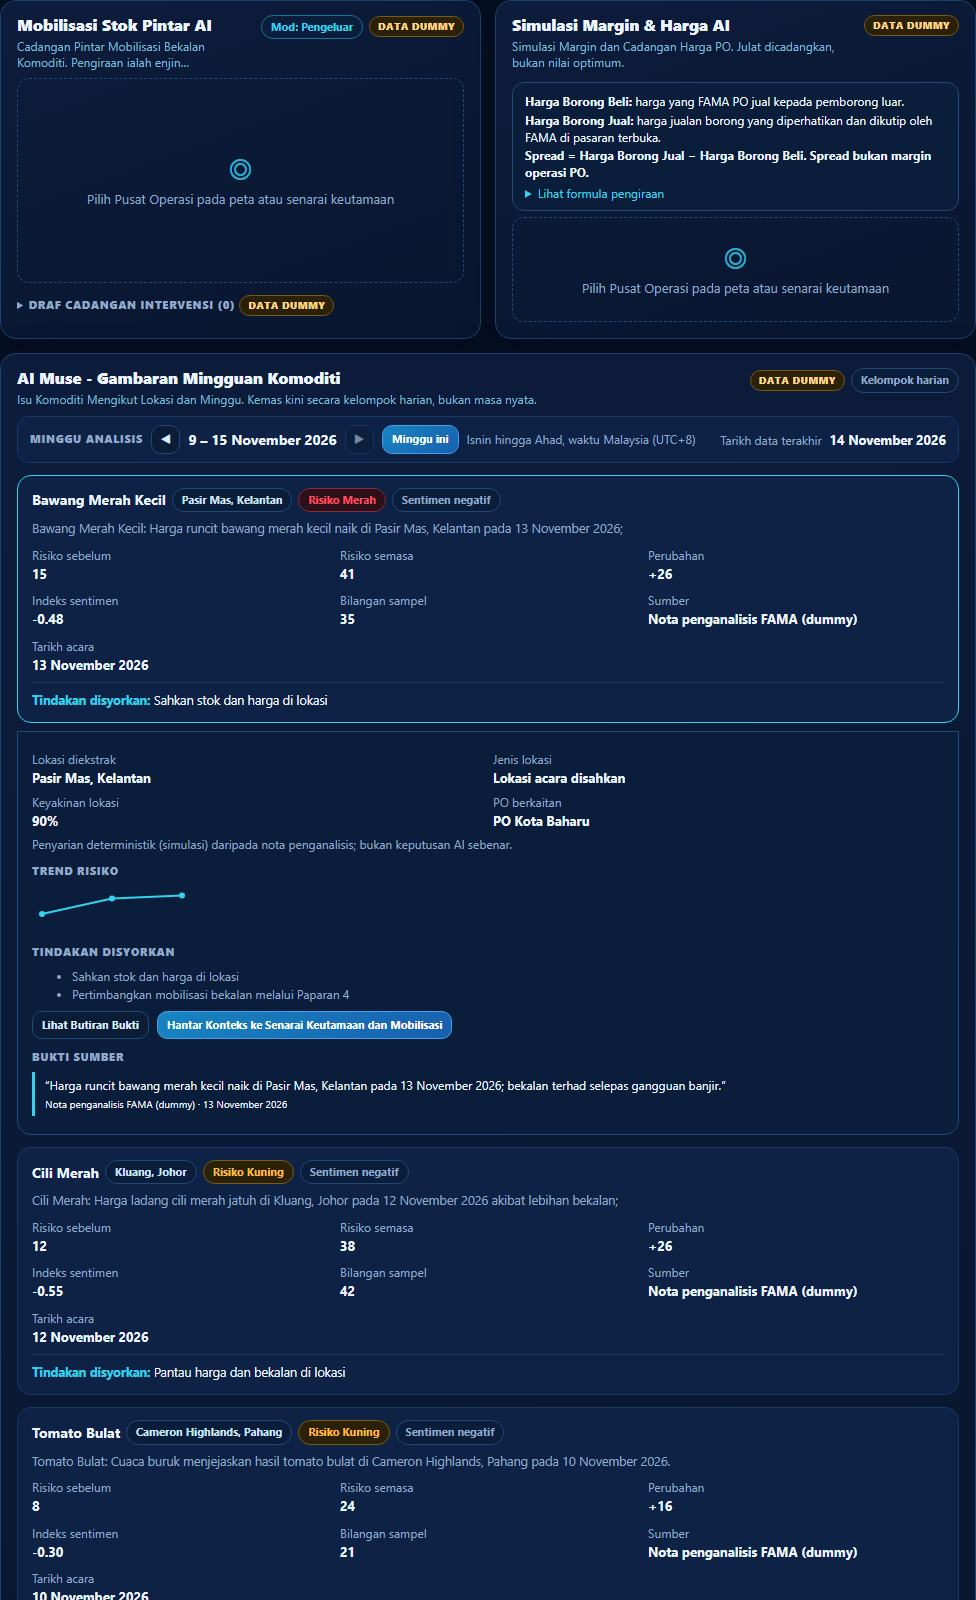 Mobilisasi Stok Pintar AI
Mod: Pengeluar
DATA DUMMY
Cadangan Pintar Mobilisasi Bekalan
Komoditi. Pengiraan ialah enjin...
Pilih Pusat Operasi pada peta atau senarai keutamaan
▶ DRAF CADANGAN INTERVENSI (0) DATA DUMMY
Simulasi Margin & Harga AI
DATA DUMMY
Simulasi Margin dan Cadangan Harga PO. Julat dicadangkan,
bukan nilai optimum.
Harga Borong Beli: harga yang FAMA PO jual kepada pemborong luar.
Harga Borong Jual: harga jualan borong yang diperhatikan dan dikutip oleh
FAMA di pasaran terbuka.
Spread = Harga Borong Jual − Harga Borong Beli. Spread bukan margin
operasi PO.
▶ Lihat formula pengiraan
Pilih Pusat Operasi pada peta atau senarai keutamaan
AI Muse - Gambaran Mingguan Komoditi
DATA DUMMY
Kelompok harian
Isu Komoditi Mengikut Lokasi dan Minggu. Kemas kini secara kelompok harian, bukan masa nyata.
MINGGU ANALISIS ◀ 9 – 15 November 2026 ▶ Minggu ini Isnin hingga Ahad, waktu Malaysia (UTC+8) Tarikh data terakhir 14 November 2026
Bawang Merah Kecil Pasir Mas, Kelantan Risiko Merah Sentimen negatif
Bawang Merah Kecil: Harga runcit bawang merah kecil naik di Pasir Mas, Kelantan pada 13 November 2026;
Risiko sebelum
15
Risiko semasa
41
Perubahan
+26
Indeks sentimen
-0.48
Bilangan sampel
35
Sumber
Nota penganalisis FAMA (dummy)
Tarikh acara
13 November 2026
Tindakan disyorkan: Sahkan stok dan harga di lokasi
Lokasi diekstrak
Pasir Mas, Kelantan
Jenis lokasi
Lokasi acara disahkan
Keyakinan lokasi
90%
PO berkaitan
PO Kota Baharu
Penyarian deterministik (simulasi) daripada nota penganalisis; bukan keputusan AI sebenar.
TREND RISIKO
TINDAKAN DISYORKAN
• Sahkan stok dan harga di lokasi
• Pertimbangkan mobilisasi bekalan melalui Paparan 4
Lihat Butiran Bukti
Hantar Konteks ke Senarai Keutamaan dan Mobilisasi
BUKTI SUMBER
“Harga runcit bawang merah kecil naik di Pasir Mas, Kelantan pada 13 November 2026; bekalan terhad selepas gangguan banjir.”
Nota penganalisis FAMA (dummy) · 13 November 2026
Cili Merah Kluang, Johor Risiko Kuning Sentimen negatif
Cili Merah: Harga ladang cili merah jatuh di Kluang, Johor pada 12 November 2026 akibat lebihan bekalan;
Risiko sebelum
12
Risiko semasa
38
Perubahan
+26
Indeks sentimen
-0.55
Bilangan sampel
42
Sumber
Nota penganalisis FAMA (dummy)
Tarikh acara
12 November 2026
Tindakan disyorkan: Pantau harga dan bekalan di lokasi
Tomato Bulat Cameron Highlands, Pahang Risiko Kuning Sentimen negatif
Tomato Bulat: Cuaca buruk menjejaskan hasil tomato bulat di Cameron Highlands, Pahang pada 10 November 2026.
Risiko sebelum
8
Risiko semasa
24
Perubahan
+16
Indeks sentimen
-0.30
Bilangan sampel
21
Sumber
Nota penganalisis FAMA (dummy)
Tarikh acara
10 November 2026